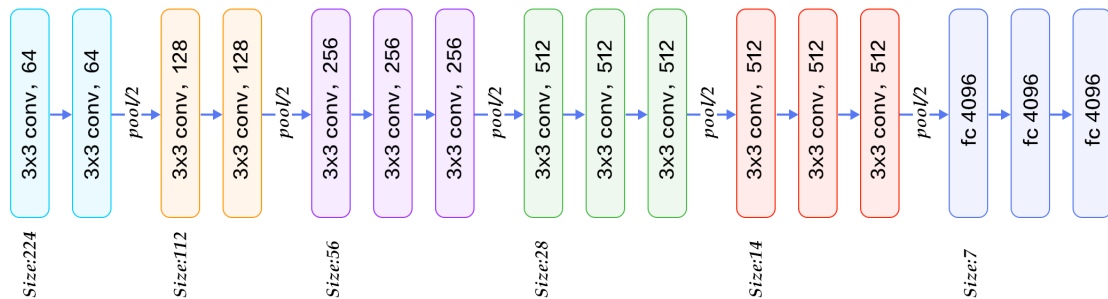 3x3 conv, 64
3x3 conv, 64
pool/2
3x3 conv, 128
3x3 conv, 128
pool/2
3x3 conv, 256
3x3 conv, 256
3x3 conv, 256
pool/2
3x3 conv, 512
3x3 conv, 512
3x3 conv, 512
pool/2
3x3 conv, 512
3x3 conv, 512
3x3 conv, 512
pool/2
fc 4096
fc 4096
fc 4096
Size:224
Size:112
Size:56
Size:28
Size:14
Size:7